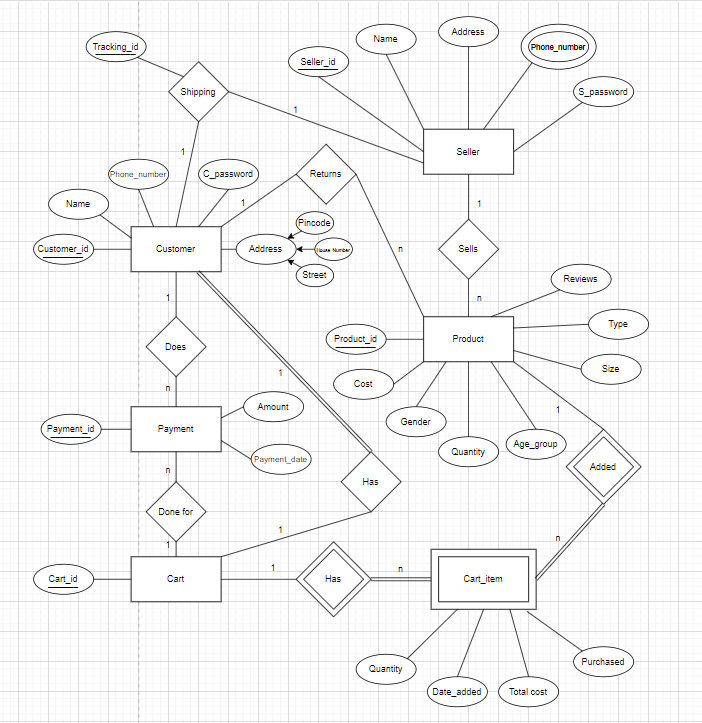 Tracking_id
Name
Address
Phone_number
Seller_id
S_password
Shipping
1
Seller
1
Phone_number
C_password
Returns
1
1
Name
Pincode
Customer_id
Customer
Address
House Number
Sells
n
Street
Reviews
1
n
Type
Does
Product_id
Product
1
Size
n
Cost
Amount
1
Gender
Payment_id
Payment
Quantity
Age_group
Payment_date
n
Added
Has
Done for
1
n
1
1
n
Cart_id
Cart
Has
Cart_item
Quantity
Purchased
Date_added
Total cost